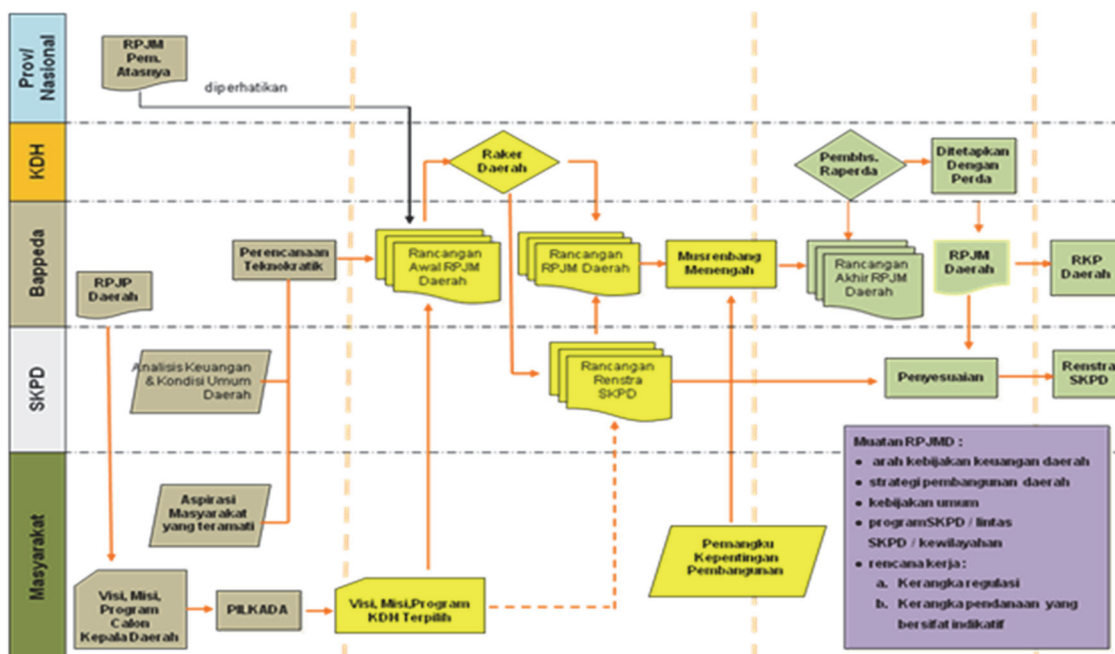 Prov/
Nasional
RPJM
Pem.
Atasnya
diperhatikan
KDH
Raker
Daerah
Pembhs.
Raperda
Ditetapkan
Dengan
Perda
Bappeda
RPJP
Daerah
Perencanaan
Teknokratik
Rancangan
Awal RPJM
Daerah
Rancangan
RPJM Daerah
Musrenbang
Menengah
Rancangan
Akhir RPJM
Daerah
RPJM
Daerah
RKP
Daerah
SKPD
Analisis Keuangan
& Kondisi Umum
Daerah
Rancangan
Renstra
SKPD
Penyesuaian
Renstra
SKPD
Masyarakat
Aspirasi
Masyarakat
yang teramati
Visi, Misi,
Program
Calon
Kepala Daerah
PILKADA
Visi, Misi,Program
KDH Terpilih
Pemangku
Kepentingan
Pembangunan
Muatan RPJMD :
• arah kebijakan keuangan daerah
• strategi pembangunan daerah
• kebijakan umum
• programSKPD / lintas
SKPD / kewilayahan
• rencana kerja :
a. Kerangka regulasi
b. Kerangka pendanaan yang
bersifat indikatif